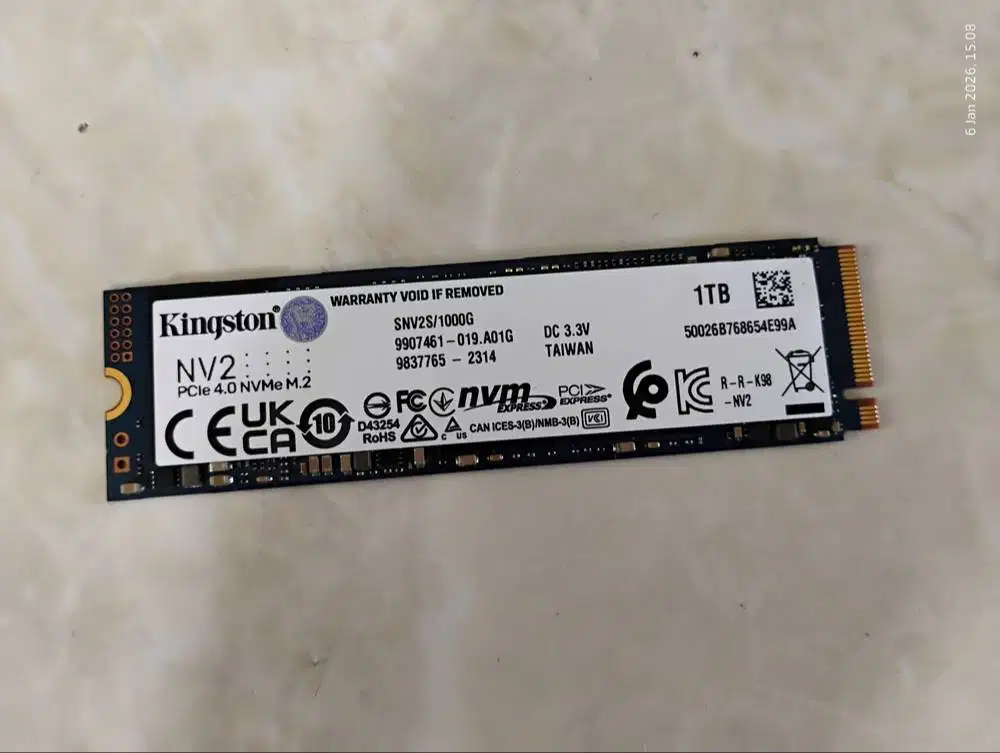 6 Jan 2026, 15.08
WARRANTY VOID IF REMOVED
Kingston®
NV2
PCIe 4.0 NVMe M.2
SNV2S/1000G
9907461-019.A01G
9837765 - 2314
DC 3.3V
TAIWAN
1TB
50026B768654E99A
CE
UK
CA
10
FC
D43254
RoHS
nvm
EXPRESS
PCI
EXPRESS®
c us
CAN ICES-3(B)/NMB-3(B)
VCI
R-R-K98
-NV2